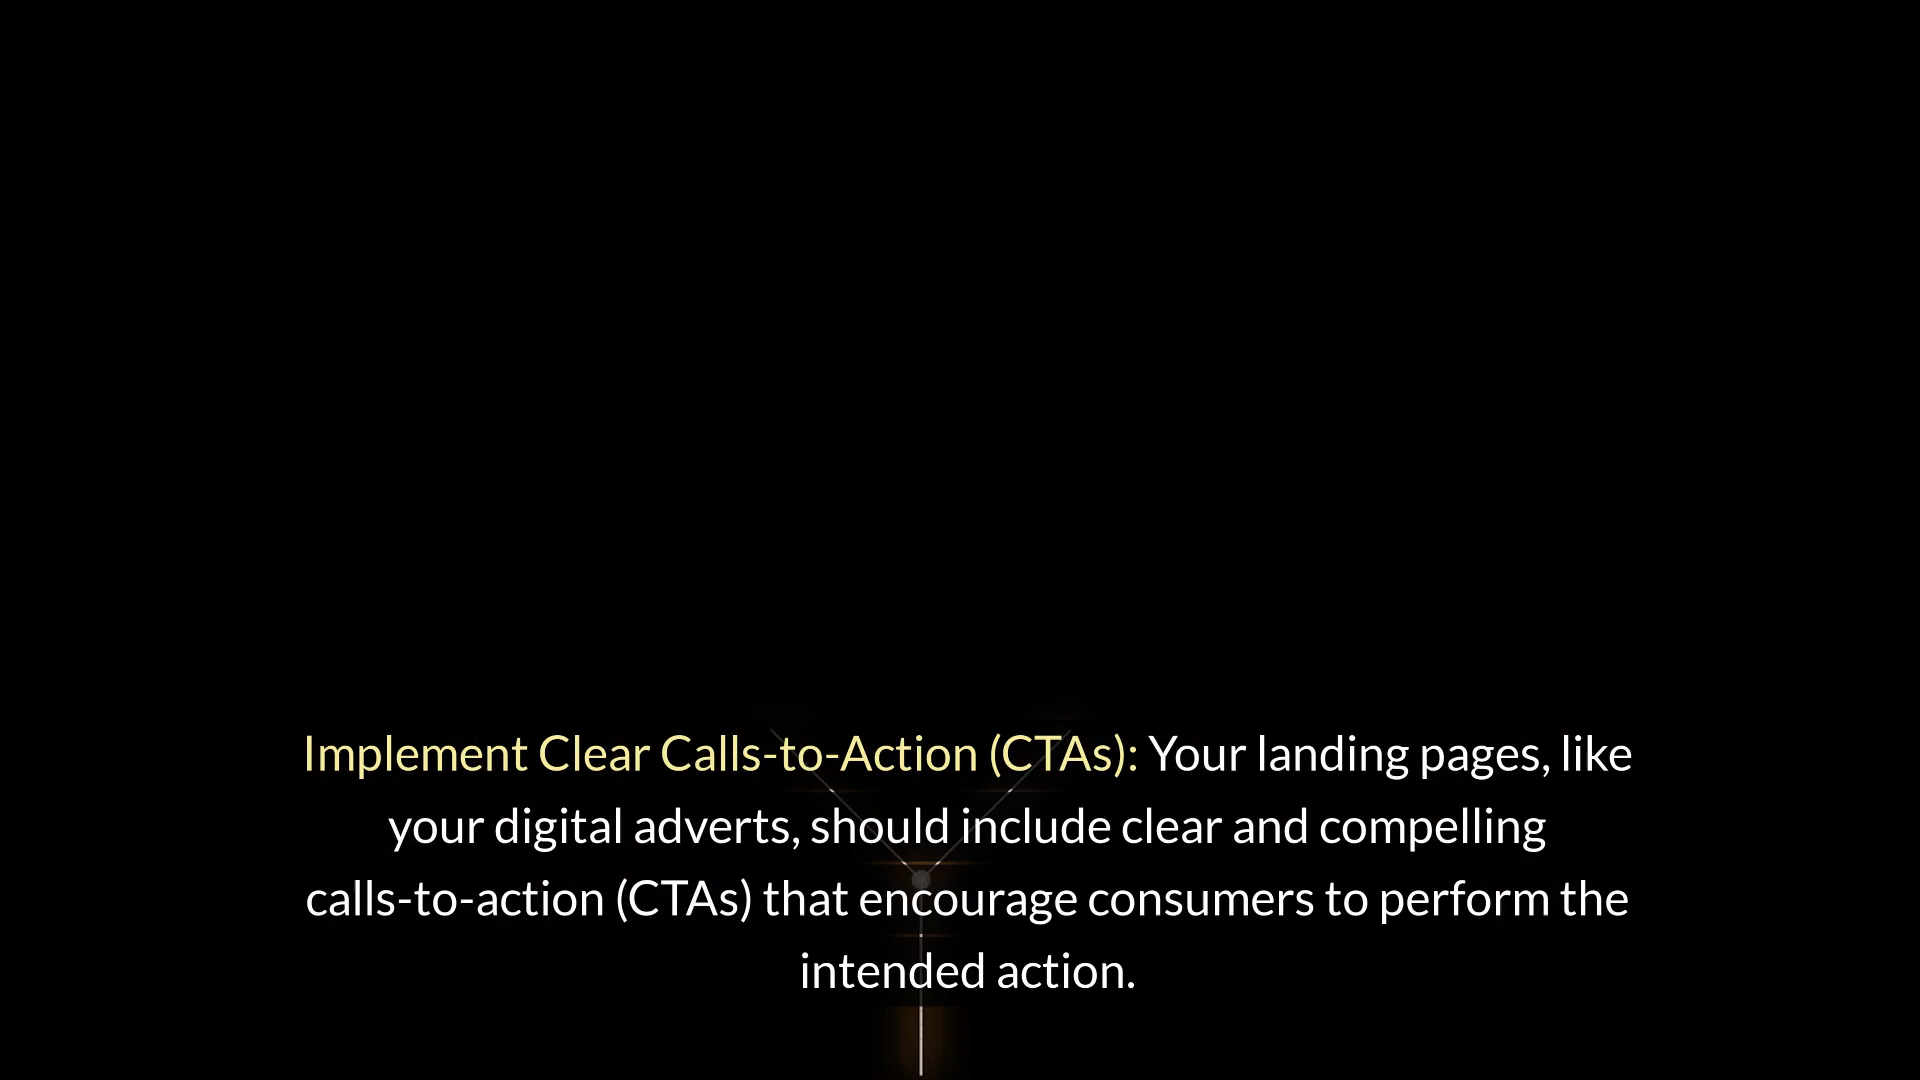 Implement Clear Calls-to-Action (CTAs): Your landing pages, like
your digital adverts, should include clear and compelling
calls-to-action (CTAs) that encourage consumers to perform the
intended action.